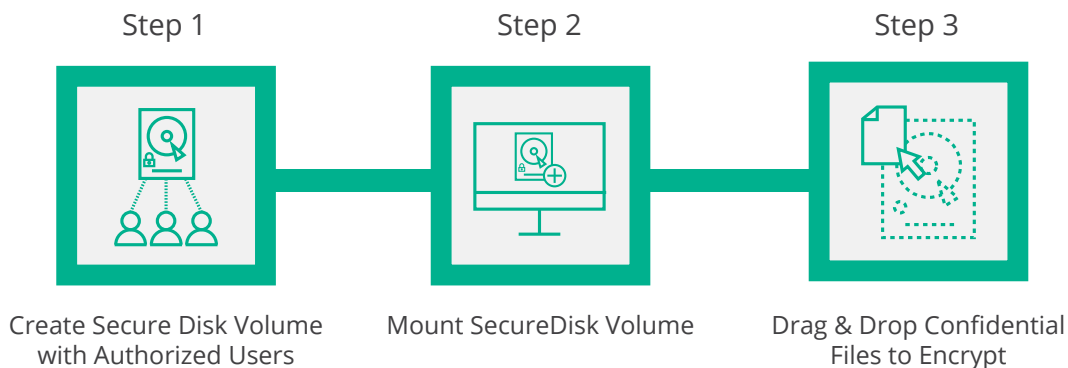 Step 1
Step 2
Step 3
Create Secure Disk Volume
with Authorized Users
Mount SecureDisk Volume
Drag & Drop Confidential
Files to Encrypt